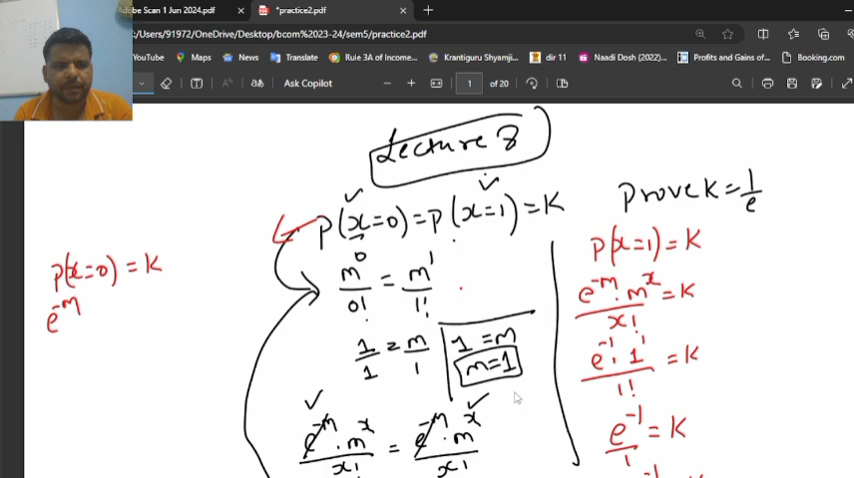 Adobe Scan 1 Jun 2024.pdf
*practice2.pdf
:/Users/91972/OneDrive/Desktop/bcom%2023-24/sem5/practice2.pdf
YouTube Maps News Translate Rule 3A of Income... Krantiguru Shyamji... dir 11 Naadi Dosh (2022)... Profits and Gains of... Booking.com
Ask Copilot 1 of 20
Lecture 8
P(x=0) = P(x=1) = K
Prove K = 1/e
m^0/0! = m^1/1!
1/1 = m/1
1 = m
m = 1
e^-m · m^x / x! = e^-m · m^x / x!
P(x=1) = K
e^-m · m^x / x! = K
e^-1 · 1^1 / 1! = K
e^-1 / 1 = K
P(x=0) = K
e^-m